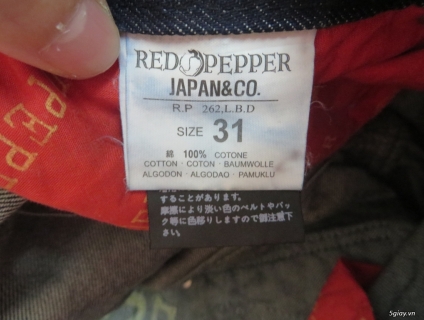 RED PEPPER
JAPAN&CO.
R.P 262,L.B.D
SIZE 31
綿 100% COTONE
COTTON · COTON · BAUMWOLLE
ALGODON · ALGODAO · PAMUKLU
することがあります。
摩擦により淡い色のベルトやバッ
ク等に色移りしますので御注意下
さい。
5giay.vn